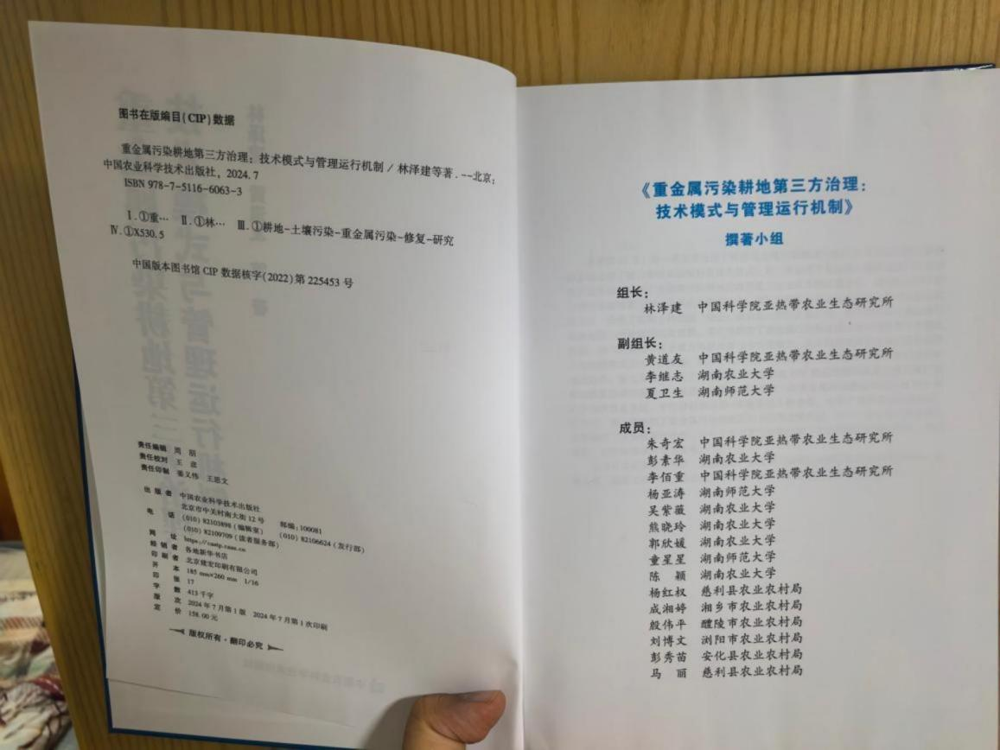 图书在版编目(CIP)数据
重金属污染耕地第三方治理：技术模式与管理运行机制 / 林泽建等著. --北京：
中国农业科学技术出版社，2024.7
ISBN 978-7-5116-6063-3
Ⅰ.①重… Ⅱ.①林… Ⅲ.①耕地-土壤污染-重金属污染-修复-研究
Ⅳ.①X530.5
中国版本图书馆 CIP 数据核字(2022)第 225453 号
责任编辑 周 朋
责任校对 王 彦
责任印制 姜义伟 王思文
出 版 者 中国农业科学技术出版社
北京市中关村南大街 12 号 邮编：100081
电 话 (010) 82103898 (编辑室) (010) 82106624 (发行部)
(010) 82109709 (读者服务部)
网 址 https://castp.caas.cn
经 销 者 各地新华书店
印 刷 者 北京建宏印刷有限公司
开 本 185 mm×260 mm 1/16
印 张 17
字 数 413 千字
版 次 2024 年 7 月第 1 版 2024 年 7 月第 1 次印刷
定 价 158.00 元
版权所有·翻印必究
《重金属污染耕地第三方治理：
技术模式与管理运行机制》
撰著小组
组长：
林泽建 中国科学院亚热带农业生态研究所
副组长：
黄道友 中国科学院亚热带农业生态研究所
李继志 湖南农业大学
夏卫生 湖南师范大学
成员：
朱奇宏 中国科学院亚热带农业生态研究所
彭素华 湖南农业大学
李佰重 中国科学院亚热带农业生态研究所
杨亚涛 湖南师范大学
吴紫薇 湖南农业大学
熊晓玲 湖南农业大学
郭欣媛 湖南农业大学
童星星 湖南师范大学
陈 颖 湖南农业大学
杨红权 慈利县农业农村局
成湘婷 湘乡市农业农村局
殷伟平 醴陵市农业农村局
刘博文 浏阳市农业农村局
彭秀苗 安化县农业农村局
马 丽 慈利县农业农村局